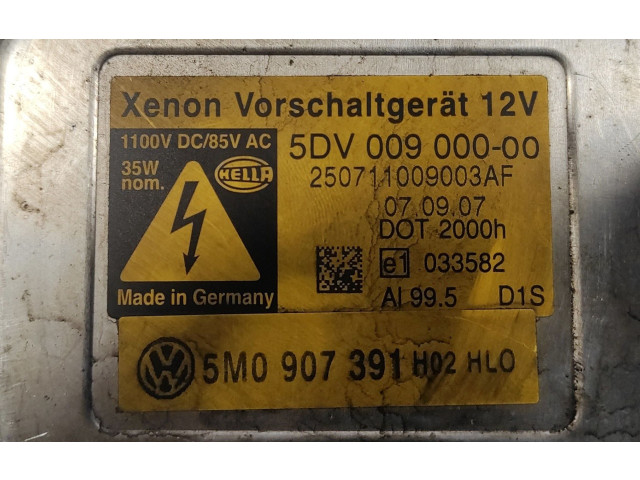 Xenon Vorschaltgerät 12V
1100V DC/85V AC
35W
nom.
HELLA
5DV 009 000-00
250711009003AF
07.09.07
DOT 2000h
e1 033582
Al 99.5 D1S
Made in Germany
5M0 907 391 H02 HLO